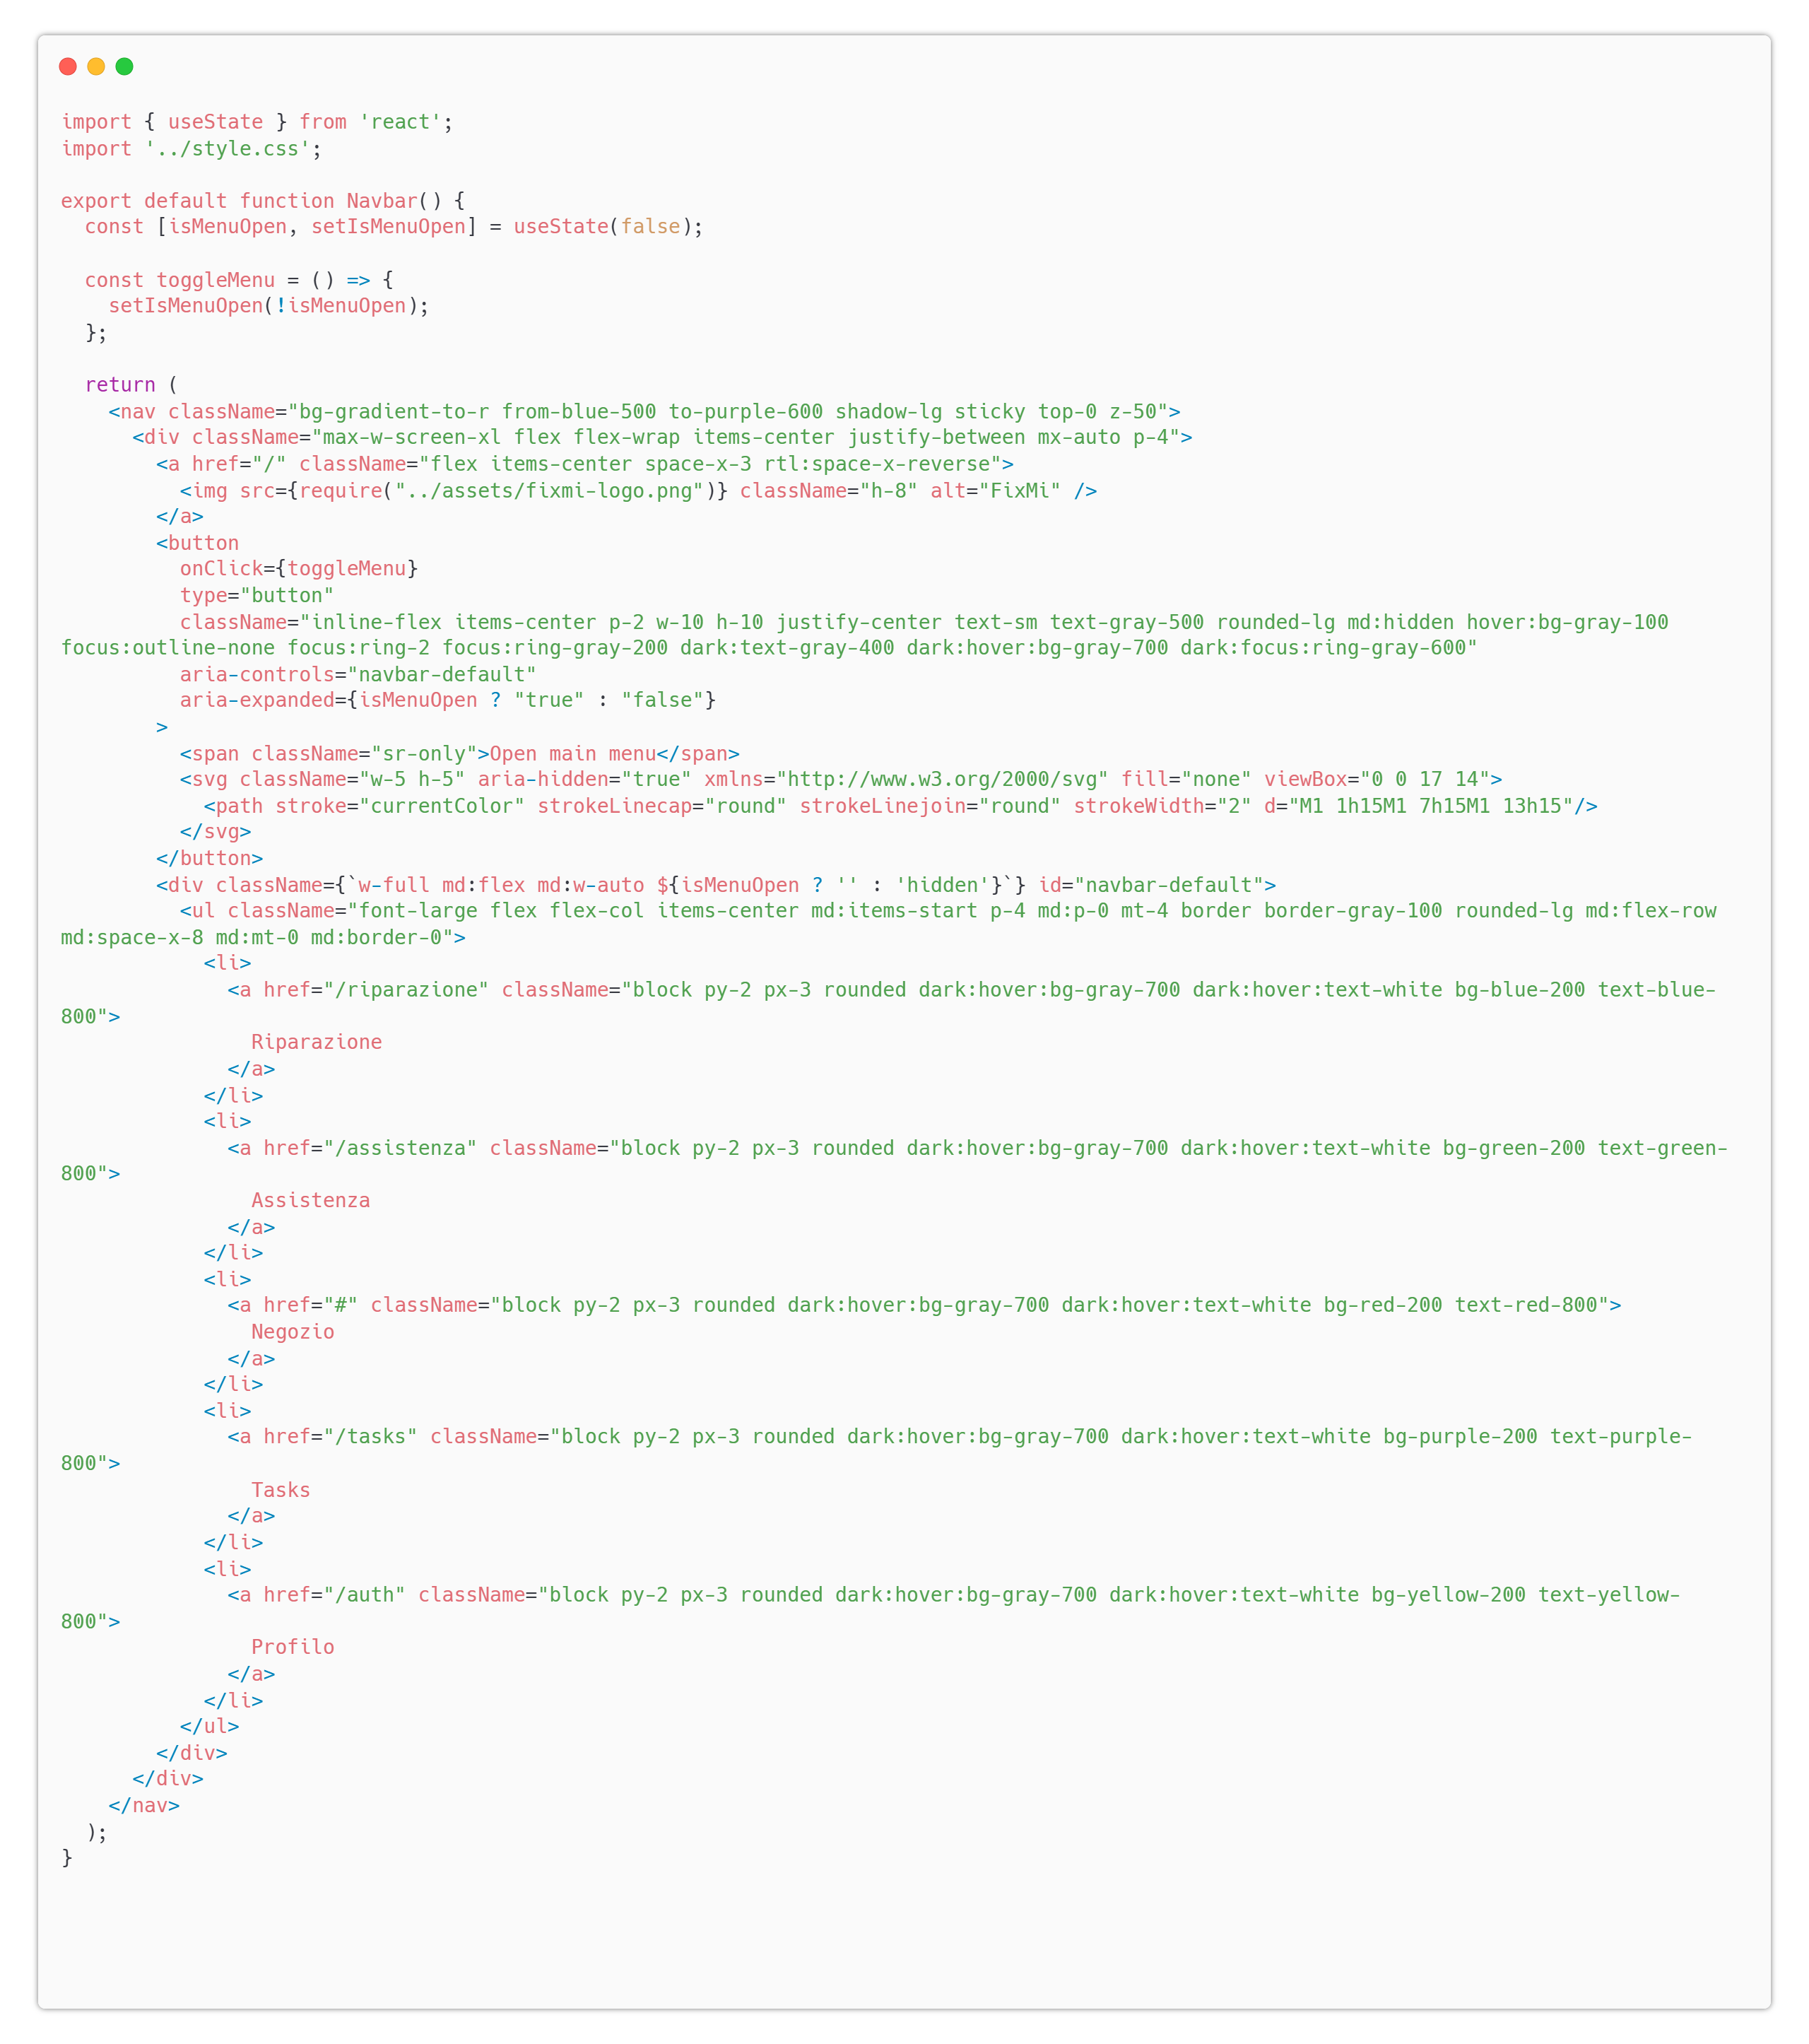 import { useState } from 'react';
import '../style.css';

export default function Navbar() {
  const [isMenuOpen, setIsMenuOpen] = useState(false);

  const toggleMenu = () => {
    setIsMenuOpen(!isMenuOpen);
  };

  return (
    <nav className="bg-gradient-to-r from-blue-500 to-purple-600 shadow-lg sticky top-0 z-50">
      <div className="max-w-screen-xl flex flex-wrap items-center justify-between mx-auto p-4">
        <a href="/" className="flex items-center space-x-3 rtl:space-x-reverse">
          <img src={require("../assets/fixmi-logo.png")} className="h-8" alt="FixMi" />
        </a>
        <button
          onClick={toggleMenu}
          type="button"
          className="inline-flex items-center p-2 w-10 h-10 justify-center text-sm text-gray-500 rounded-lg md:hidden hover:bg-gray-100
focus:outline-none focus:ring-2 focus:ring-gray-200 dark:text-gray-400 dark:hover:bg-gray-700 dark:focus:ring-gray-600"
          aria-controls="navbar-default"
          aria-expanded={isMenuOpen ? "true" : "false"}
        >
          <span className="sr-only">Open main menu</span>
          <svg className="w-5 h-5" aria-hidden="true" xmlns="http://www.w3.org/2000/svg" fill="none" viewBox="0 0 17 14">
            <path stroke="currentColor" strokeLinecap="round" strokeLinejoin="round" strokeWidth="2" d="M1 1h15M1 7h15M1 13h15"/>
          </svg>
        </button>
        <div className={`w-full md:flex md:w-auto ${isMenuOpen ? '' : 'hidden'}`} id="navbar-default">
          <ul className="font-large flex flex-col items-center md:items-start p-4 md:p-0 mt-4 border border-gray-100 rounded-lg md:flex-row
md:space-x-8 md:mt-0 md:border-0">
            <li>
              <a href="/riparazione" className="block py-2 px-3 rounded dark:hover:bg-gray-700 dark:hover:text-white bg-blue-200 text-blue-
800">
                Riparazione
              </a>
            </li>
            <li>
              <a href="/assistenza" className="block py-2 px-3 rounded dark:hover:bg-gray-700 dark:hover:text-white bg-green-200 text-green-
800">
                Assistenza
              </a>
            </li>
            <li>
              <a href="#" className="block py-2 px-3 rounded dark:hover:bg-gray-700 dark:hover:text-white bg-red-200 text-red-800">
                Negozio
              </a>
            </li>
            <li>
              <a href="/tasks" className="block py-2 px-3 rounded dark:hover:bg-gray-700 dark:hover:text-white bg-purple-200 text-purple-
800">
                Tasks
              </a>
            </li>
            <li>
              <a href="/auth" className="block py-2 px-3 rounded dark:hover:bg-gray-700 dark:hover:text-white bg-yellow-200 text-yellow-
800">
                Profilo
              </a>
            </li>
          </ul>
        </div>
      </div>
    </nav>
  );
}